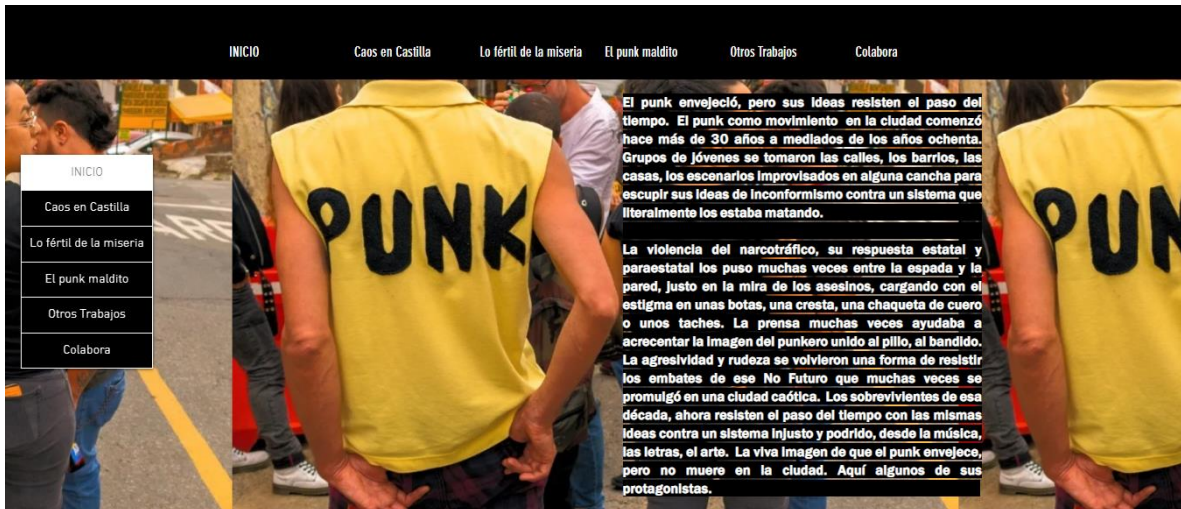 INICIO Caos en Castilla Lo fértil de la miseria El punk maldito Otros Trabajos Colabora
INICIO
Caos en Castilla
Lo fértil de la miseria
El punk maldito
Otros Trabajos
Colabora
PUNK
El punk envejeció, pero sus ideas resisten el paso del
tiempo. El punk como movimiento en la ciudad comenzó
hace más de 30 años a mediados de los años ochenta.
Grupos de jóvenes se tomaron las calles, los barrios, las
casas, los escenarios improvisados en alguna cancha para
escupir sus ideas de inconformismo contra un sistema que
literalmente los estaba matando.
La violencia del narcotráfico, su respuesta estatal y
paraestatal los puso muchas veces entre la espada y la
pared, justo en la mira de los asesinos, cargando con el
estigma en unas botas, una cresta, una chaqueta de cuero
o unos taches. La prensa muchas veces ayudaba a
acrecentar la imagen del punkero unido al pillo, al bandido.
La agresividad y rudeza se volvieron una forma de resistir
los embates de ese No Futuro que muchas veces se
promulgó en una ciudad caótica. Los sobrevivientes de esa
década, ahora resisten el paso del tiempo con las mismas
ideas contra un sistema injusto y podrido, desde la música,
las letras, el arte. La viva imagen de que el punk envejece,
pero no muere en la ciudad. Aquí algunos de sus
protagonistas.
PUN